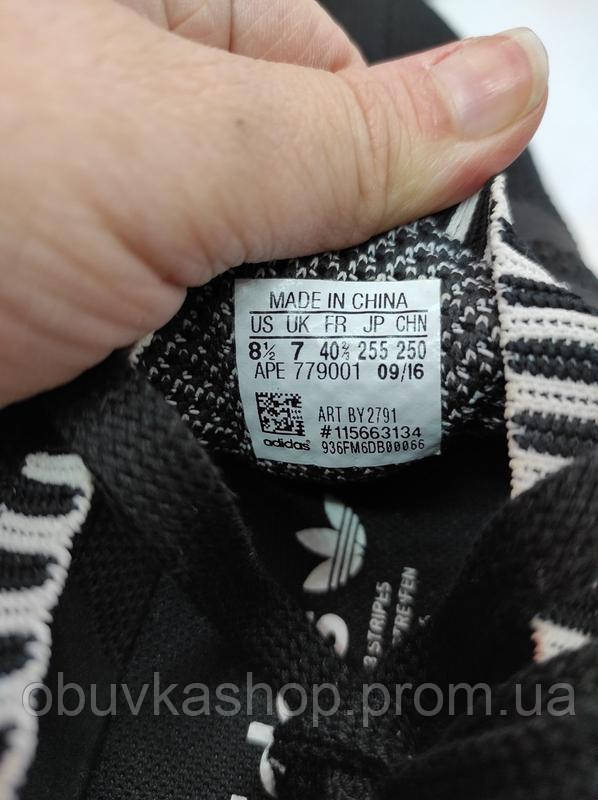 MADE IN CHINA
US UK FR JP CHN
8½ 7 40⅔ 255 250
APE 779001 09/16
ART BY2791
#115663134
adidas 936FM6DB00066
3 STRIPES
obuvkashop.prom.ua